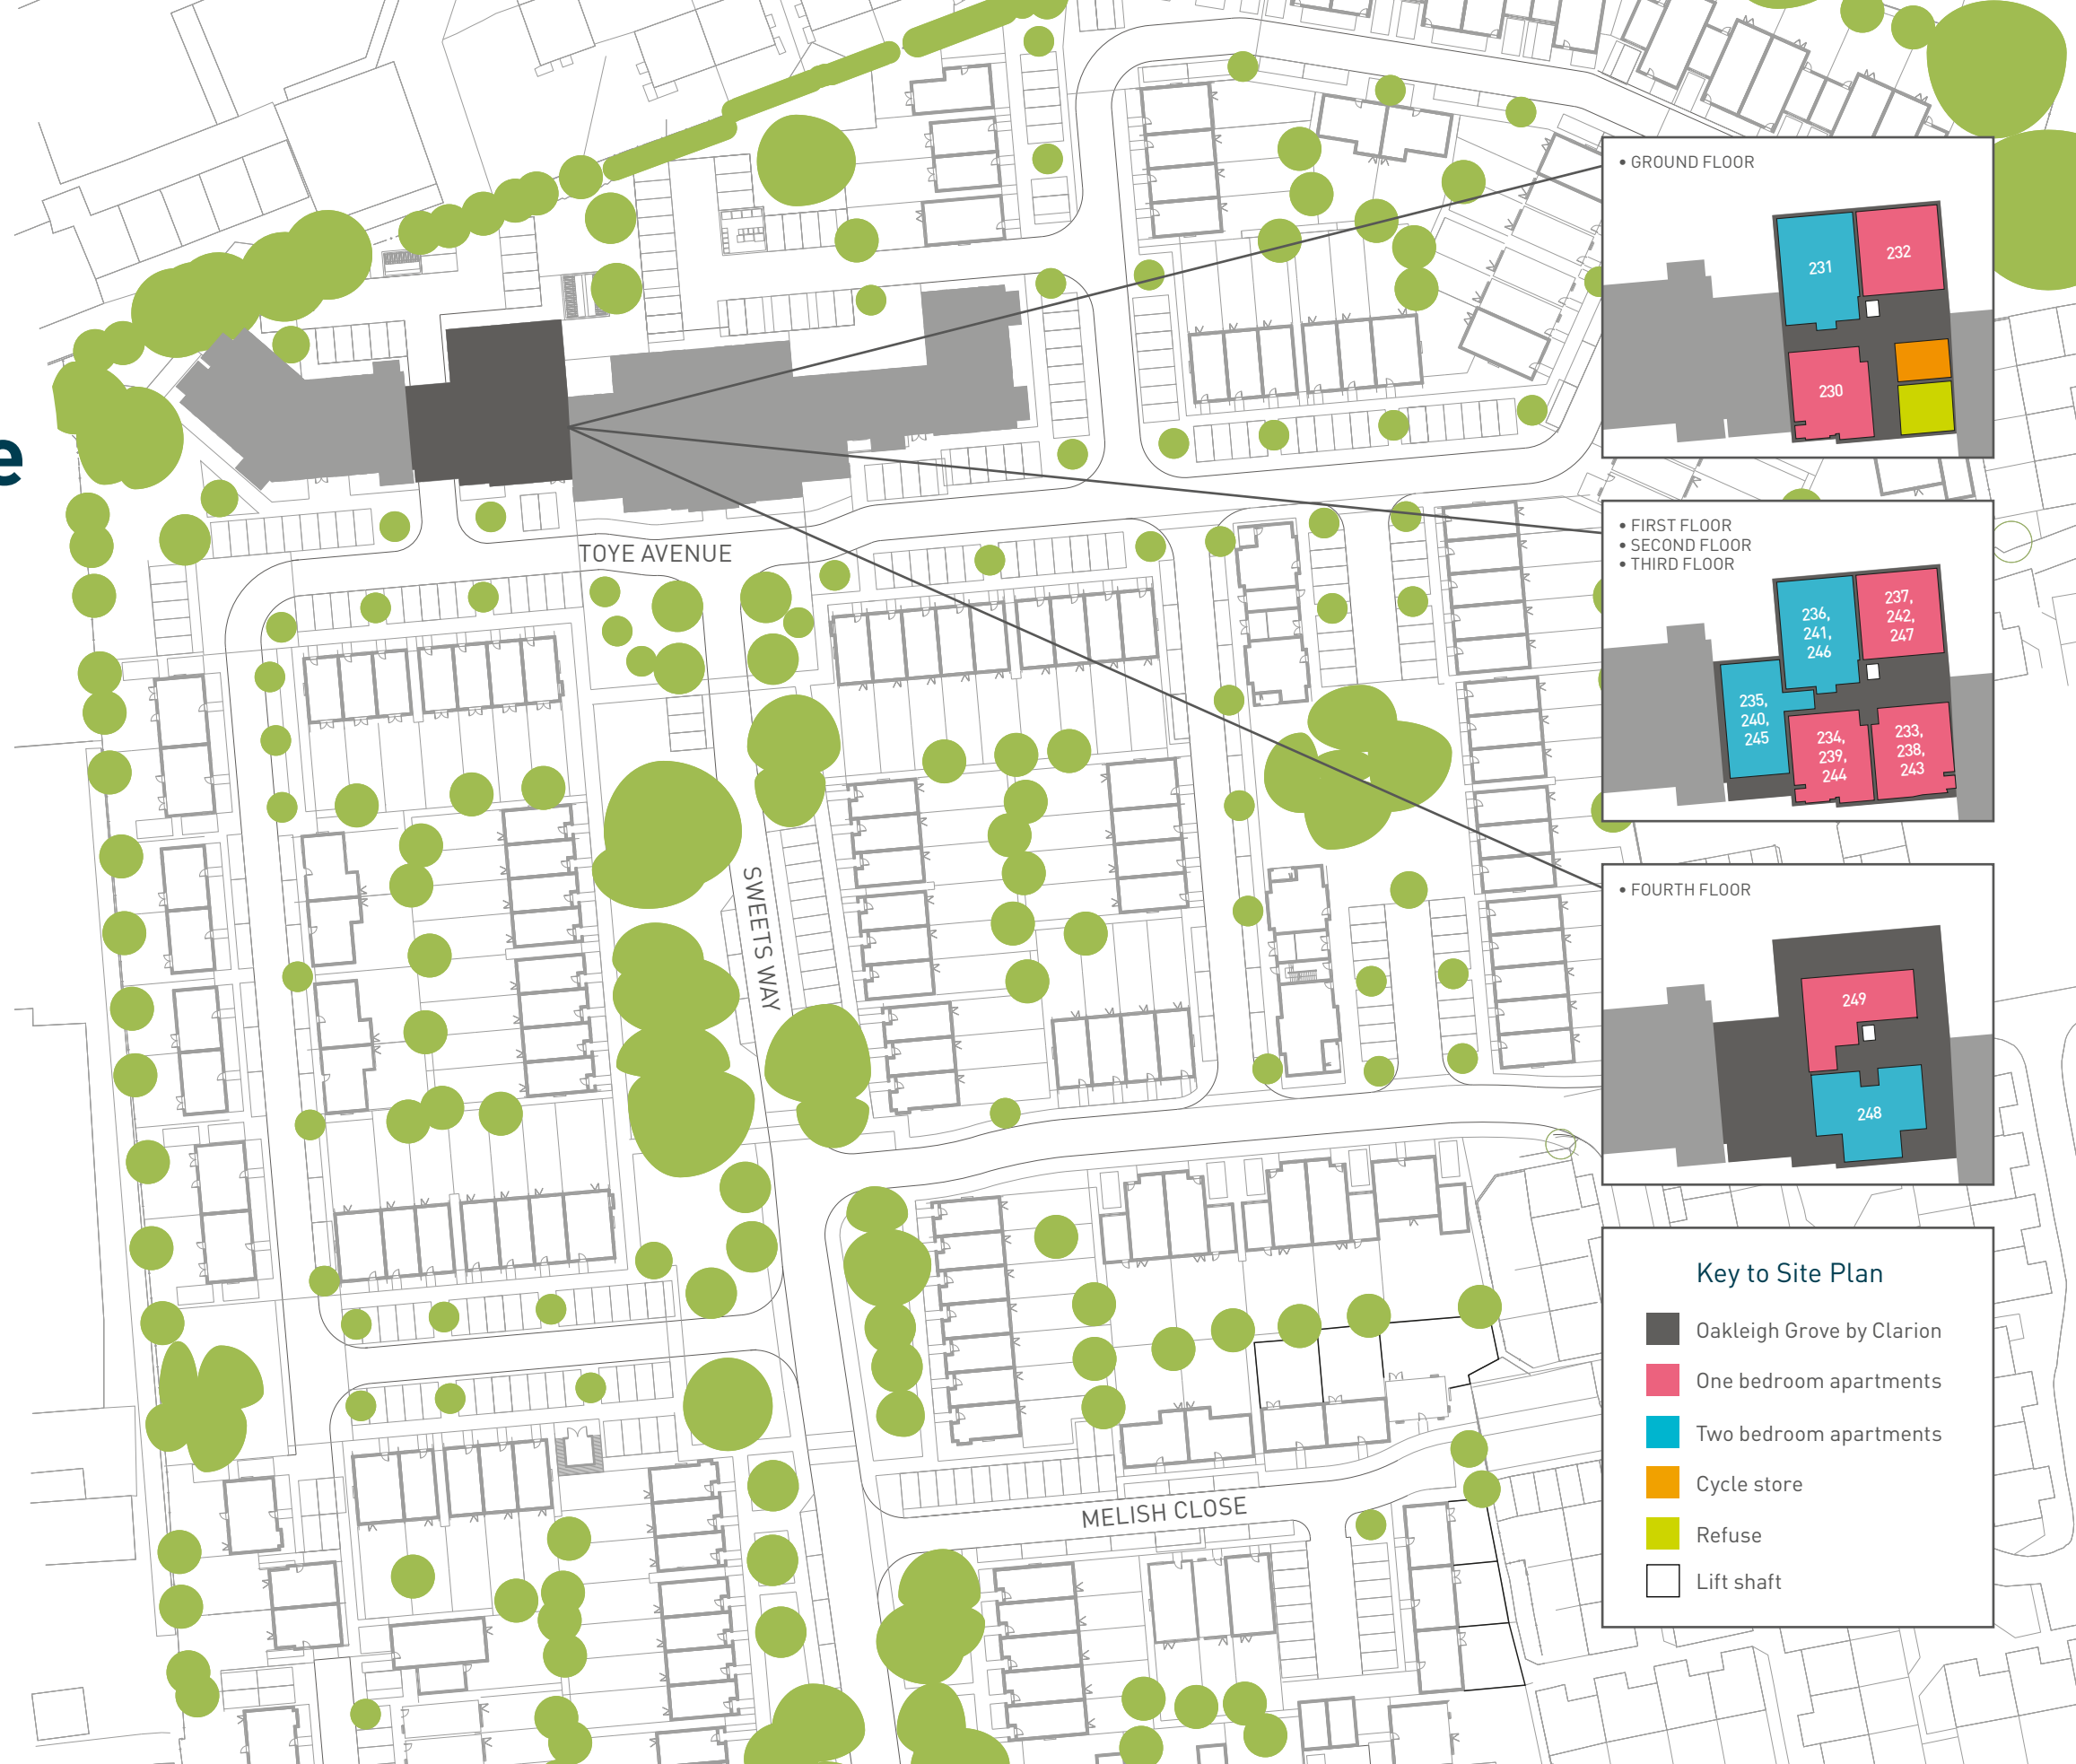 e
• GROUND FLOOR
231
232
230
• FIRST FLOOR
• SECOND FLOOR
• THIRD FLOOR
236,
241,
246
237,
242,
247
235,
240,
245
234,
239,
244
233,
238,
243
• FOURTH FLOOR
249
248
TOYE AVENUE
SWEETS WAY
MELISH CLOSE
Key to Site Plan
Oakleigh Grove by Clarion
One bedroom apartments
Two bedroom apartments
Cycle store
Refuse
Lift shaft